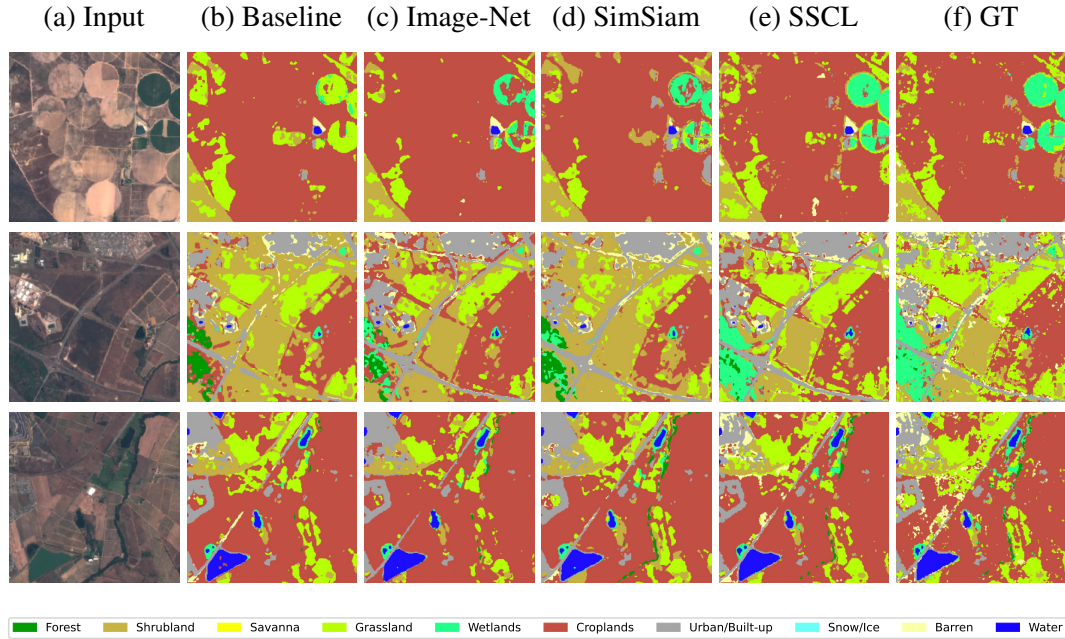 (a) Input (b) Baseline (c) Image-Net (d) SimSiam (e) SSCL (f) GT
Forest Shrubland Savanna Grassland Wetlands Croplands Urban/Built-up Snow/Ice Barren Water